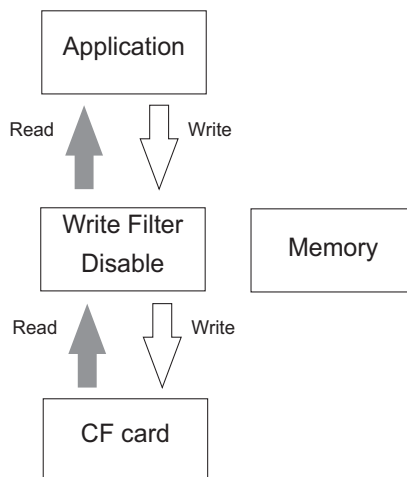 Application
Read
Write
Write Filter
Disable
Memory
Read
Write
CF card